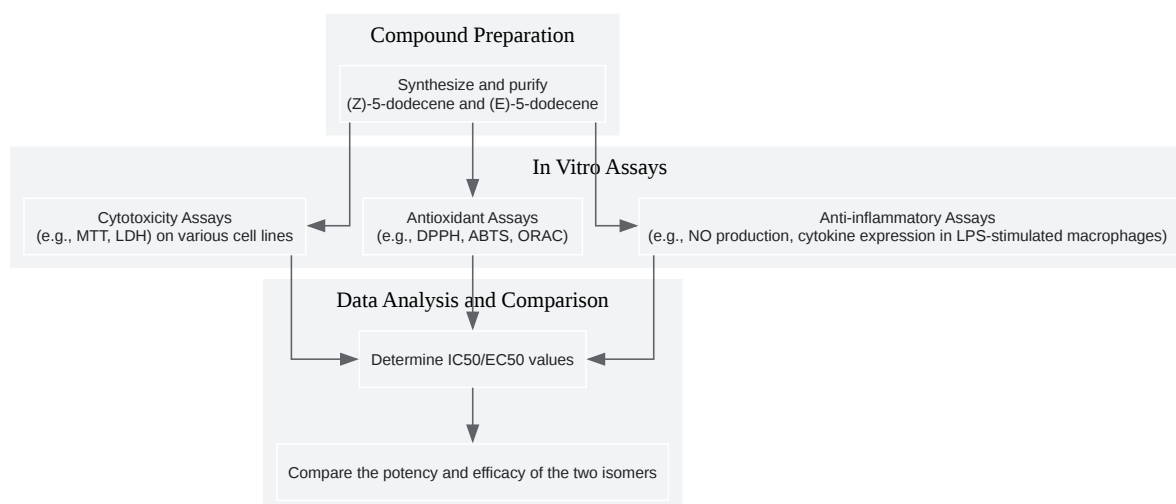 Compound Preparation
Synthesize and purify
(Z)-5-dodecene and (E)-5-dodecene
In Vitro Assays
Cytotoxicity Assays
(e.g., MTT, LDH) on various cell lines
Antioxidant Assays
(e.g., DPPH, ABTS, ORAC)
Anti-inflammatory Assays
(e.g., NO production, cytokine expression in LPS-stimulated macrophages)
Data Analysis and Comparison
Determine IC50/EC50 values
Compare the potency and efficacy of the two isomers